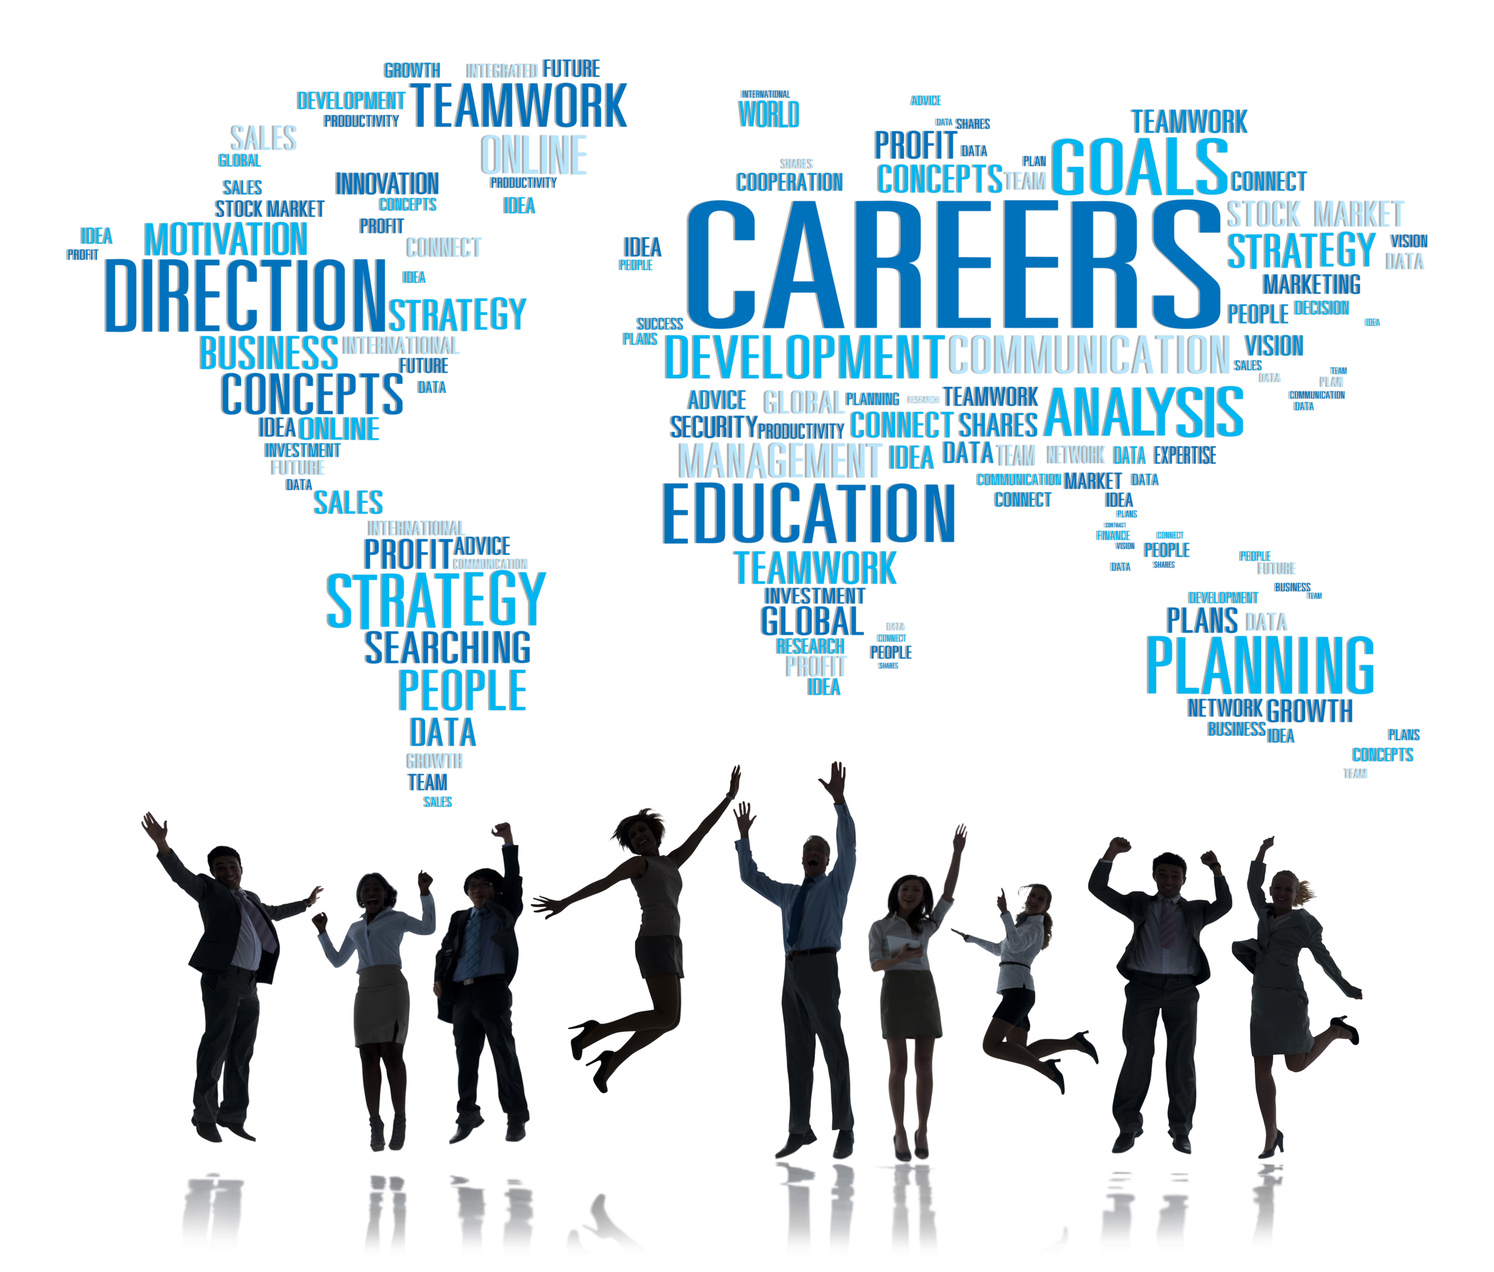 GROWTH INTEGRATED FUTURE
DEVELOPMENT TEAMWORK
PRODUCTIVITY
SALES ONLINE
GLOBAL
SALES INNOVATION PRODUCTIVITY
STOCK MARKET CONCEPTS IDEA
PROFIT
IDEA MOTIVATION CONNECT
PROFIT
DIRECTION IDEA
STRATEGY
BUSINESS INTERNATIONAL
FUTURE
CONCEPTS DATA
IDEA ONLINE
INVESTMENT
FUTURE
DATA
SALES
INTERNATIONAL
PROFIT ADVICE
COMMUNICATION
STRATEGY
SEARCHING
PEOPLE
DATA
GROWTH
TEAM
SALES
INTERNATIONAL
WORLD
ADVICE
DATA SHARES
TEAMWORK
PROFIT DATA
SHARES
PLAN GOALS
COOPERATION CONCEPTS TEAM CONNECT
CAREERS
STOCK MARKET
IDEA
PEOPLE
STRATEGY VISION
DATA
MARKETING
PEOPLE DECISION
IDEA
SUCCESS
PLANS
DEVELOPMENT COMMUNICATION VISION
SALES
DATA
TEAM
PLAN
COMMUNICATION
DATA
ADVICE GLOBAL PLANNING RESEARCH TEAMWORK ANALYSIS
SECURITY PRODUCTIVITY CONNECT SHARES
MANAGEMENT IDEA DATA TEAM NETWORK DATA EXPERTISE
EDUCATION
COMMUNICATION MARKET DATA
CONNECT IDEA
PLANS
CONTRACT
FINANCE CONNECT
VISION PEOPLE
DATA SHARES
TEAMWORK
INVESTMENT
GLOBAL
RESEARCH
PROFIT
IDEA
DATA
CONNECT
PEOPLE
SHARES
PEOPLE
FUTURE
BUSINESS
TEAM
DEVELOPMENT
PLANS DATA
PLANNING
NETWORK GROWTH
BUSINESS IDEA
PLANS
CONCEPTS
TEAM